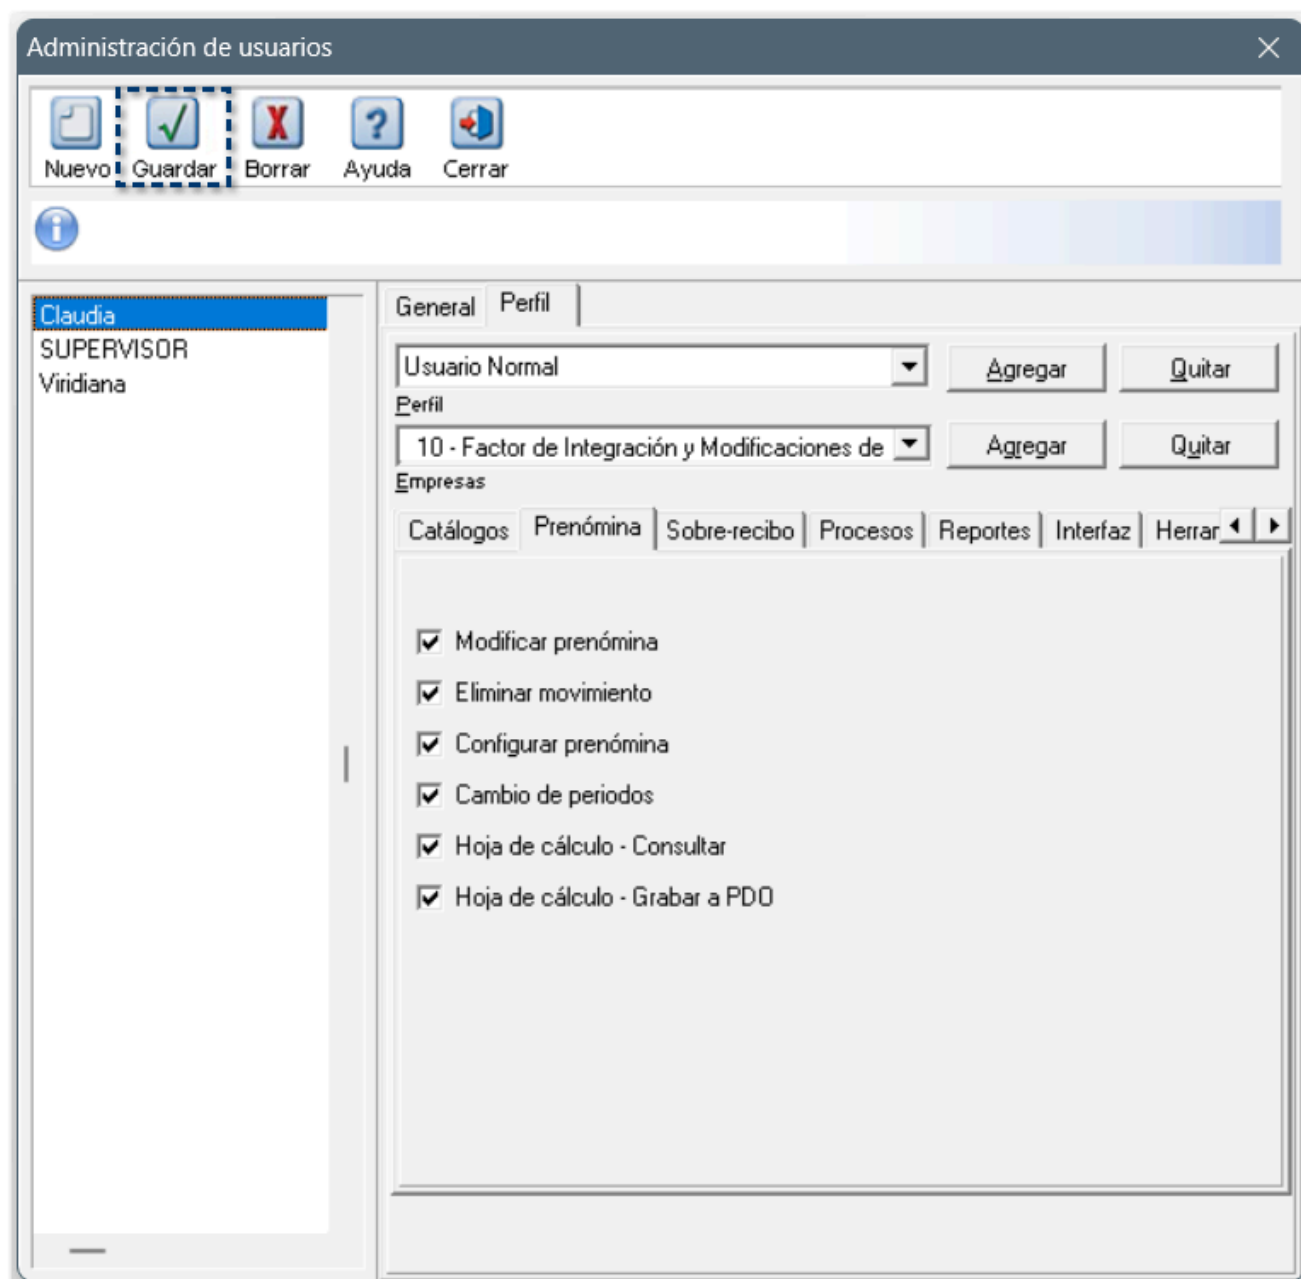 Administración de usuarios
Nuevo Guardar Borrar Ayuda Cerrar
Claudia
SUPERVISOR
Viridiana
General Perfil
Usuario Normal Agregar Quitar
Perfil
10 - Factor de Integración y Modificaciones de Agregar Quitar
Empresas
Catálogos Prenómina Sobre-recibo Procesos Reportes Interfaz Herrar
Modificar prenómina
Eliminar movimiento
Configurar prenómina
Cambio de periodos
Hoja de cálculo - Consultar
Hoja de cálculo - Grabar a PDO